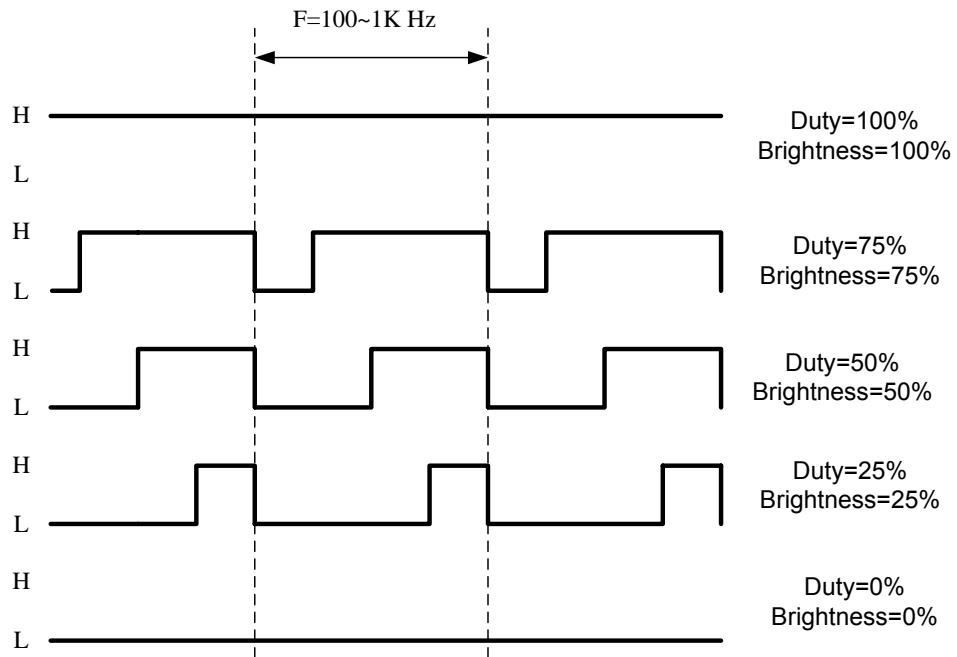 F=100~1K Hz
H
Duty=100%
Brightness=100%
L
H
Duty=75%
Brightness=75%
L
H
Duty=50%
Brightness=50%
L
H
Duty=25%
Brightness=25%
L
H
Duty=0%
Brightness=0%
L